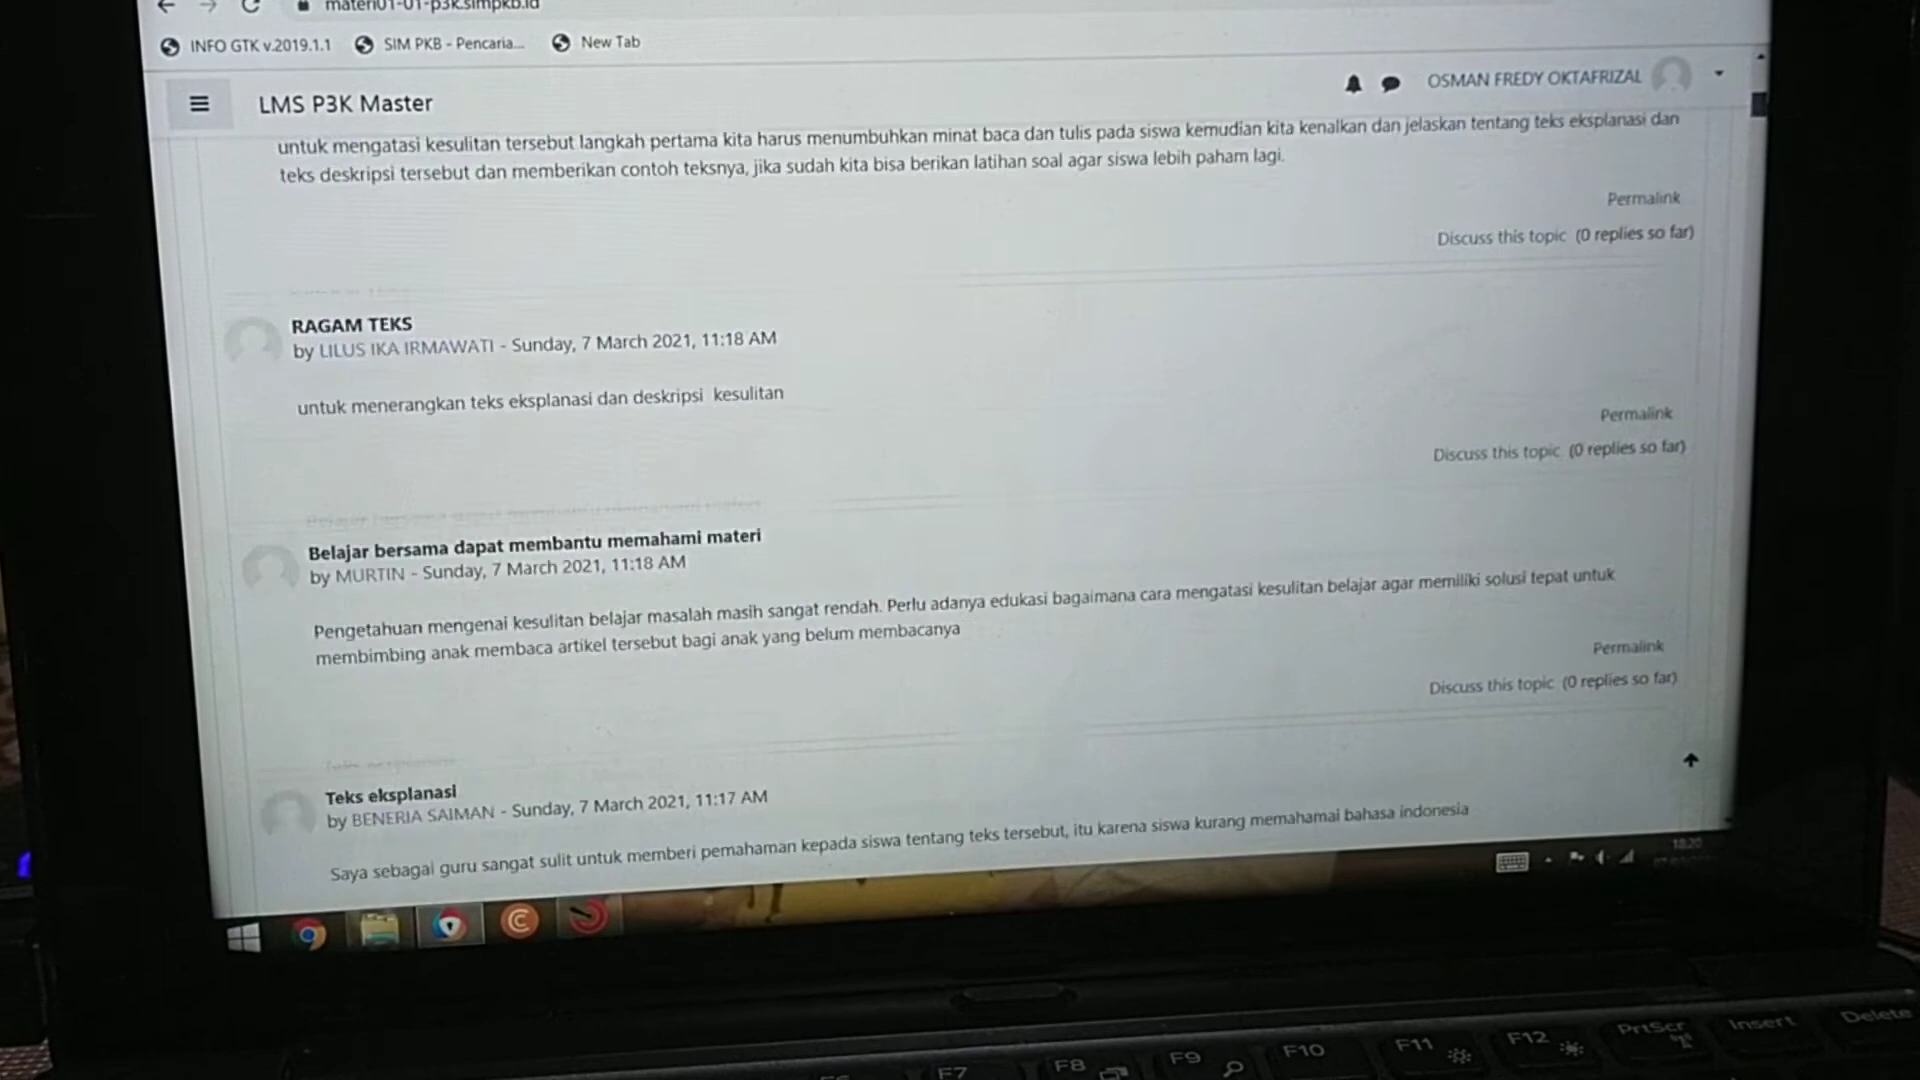 materi01-01-p3k.simpkb.id
INFO GTK v.2019.1.1 SIM PKB - Pencaria... New Tab
LMS P3K Master OSMAN FREDY OKTAFRIZAL
untuk mengatasi kesulitan tersebut langkah pertama kita harus menumbuhkan minat baca dan tulis pada siswa kemudian kita kenalkan dan jelaskan tentang teks eksplanasi dan
teks deskripsi tersebut dan memberikan contoh teksnya, jika sudah kita bisa berikan latihan soal agar siswa lebih paham lagi.
Permalink
Discuss this topic (0 replies so far)
RAGAM TEKS
by LILUS IKA IRMAWATI - Sunday, 7 March 2021, 11:18 AM
untuk menerangkan teks eksplanasi dan deskripsi kesulitan
Permalink
Discuss this topic (0 replies so far)
Belajar bersama dapat membantu memahami materi
by MURTIN - Sunday, 7 March 2021, 11:18 AM
Pengetahuan mengenai kesulitan belajar masalah masih sangat rendah. Perlu adanya edukasi bagaimana cara mengatasi kesulitan belajar agar memiliki solusi tepat untuk
membimbing anak membaca artikel tersebut bagi anak yang belum membacanya
Permalink
Discuss this topic (0 replies so far)
Teks eksplanasi
by BENERIA SAIMAN - Sunday, 7 March 2021, 11:17 AM
Saya sebagai guru sangat sulit untuk memberi pemahaman kepada siswa tentang teks tersebut, itu karena siswa kurang memahamai bahasa indonesia
18:20
F7 F8 F9 F10 F11 F12 PrtScr Insert Delete